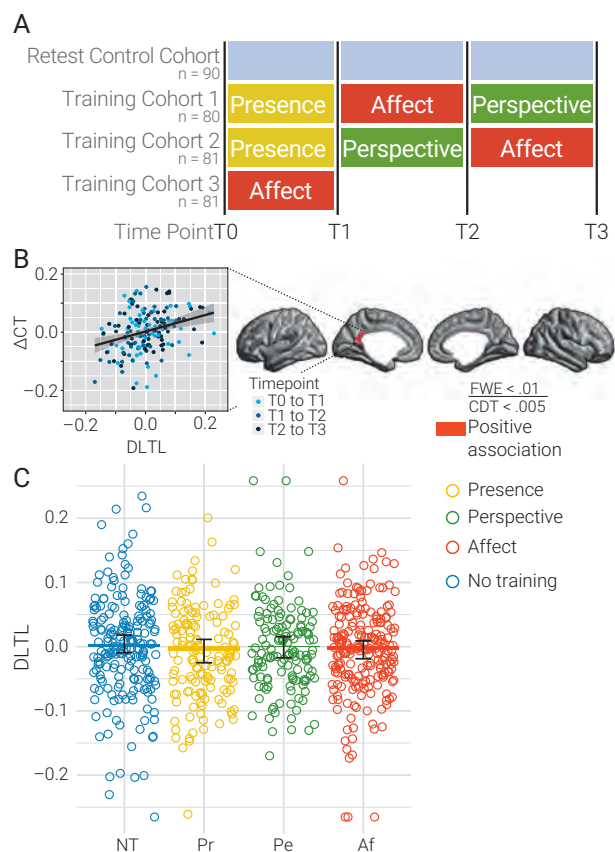 A
Retest Control Cohort
n = 90
Training Cohort 1
n = 80
Presence Affect Perspective
Training Cohort 2
n = 81
Presence Perspective Affect
Training Cohort 3
n = 81
Affect
Time Point T0 T1 T2 T3
B
0.2
0.0
−0.2
ΔCT
−0.2 0.0 0.2
DLTL
Timepoint
T0 to T1
T1 to T2
T2 to T3
FWE < .01
CDT < .005
Positive
association
C
Presence
Perspective
Affect
No training
0.2
0.1
0.0
−0.1
−0.2
DLTL
NT Pr Pe Af